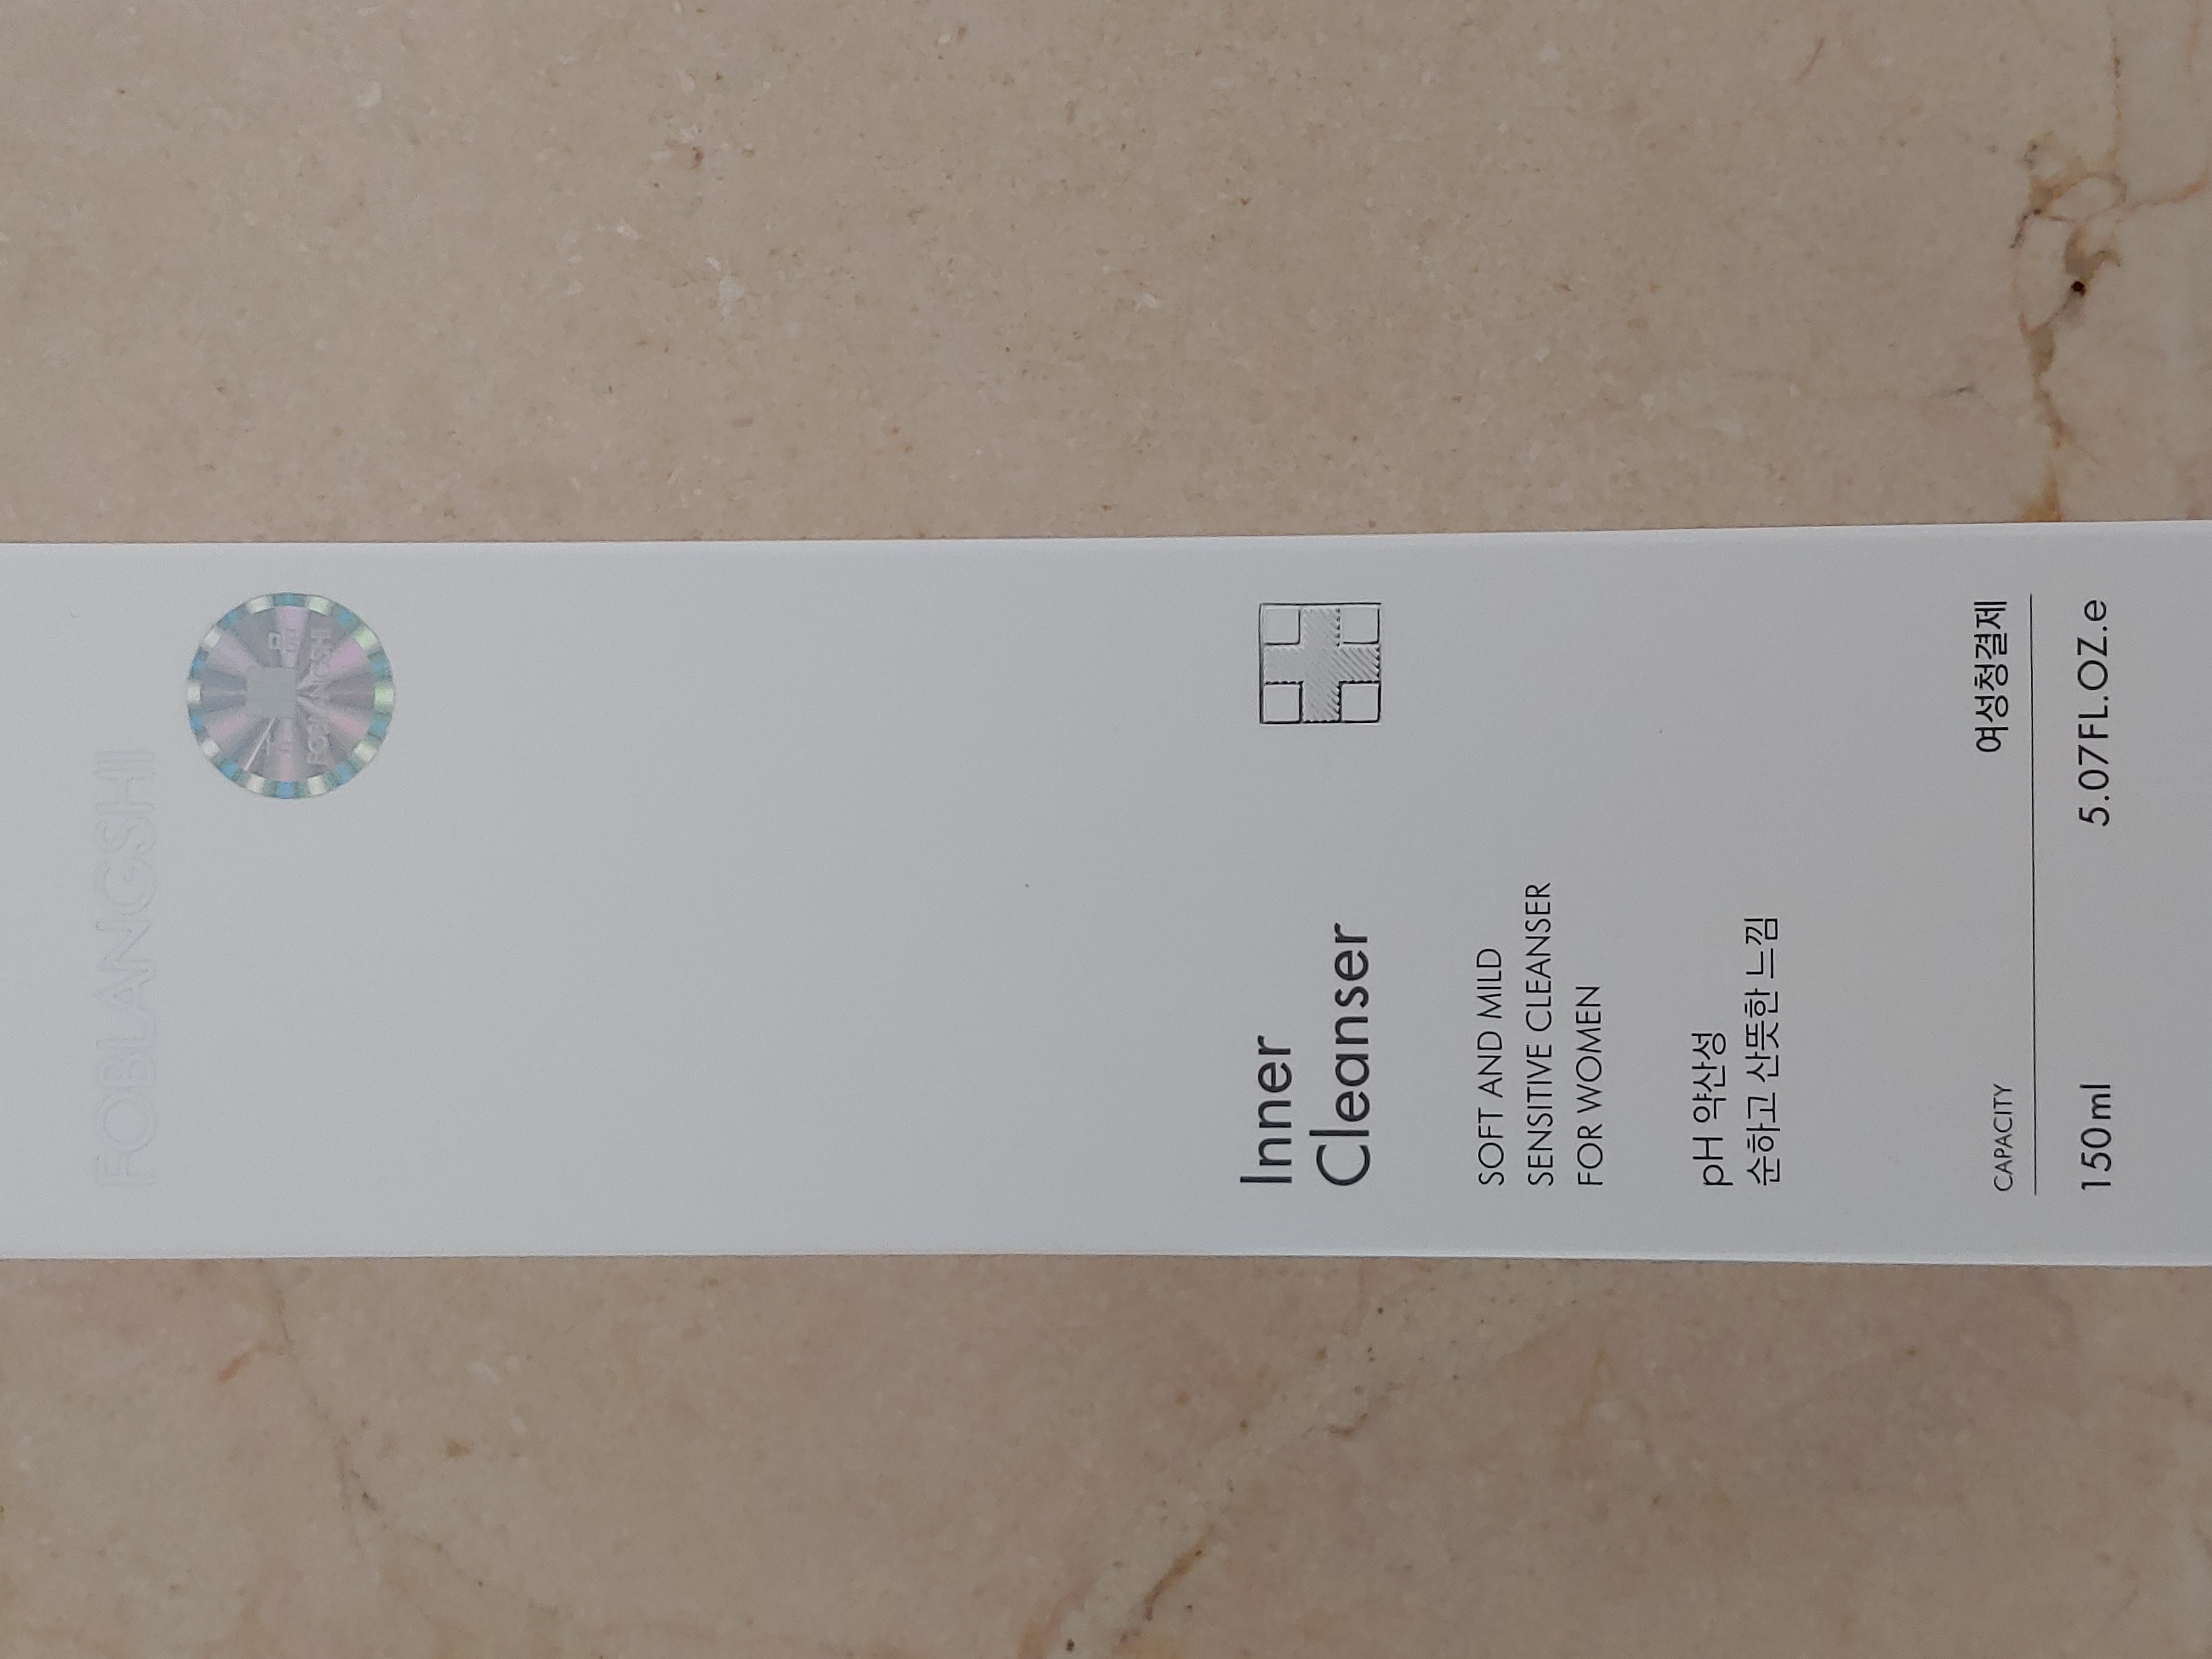 FOBLANGSHI
Inner
Cleanser
SOFT AND MILD
SENSITIVE CLEANSER
FOR WOMEN
pH 약산성
순하고 산뜻한 느낌
CAPACITY 여성청결제
150ml 5.07FL.OZ.e